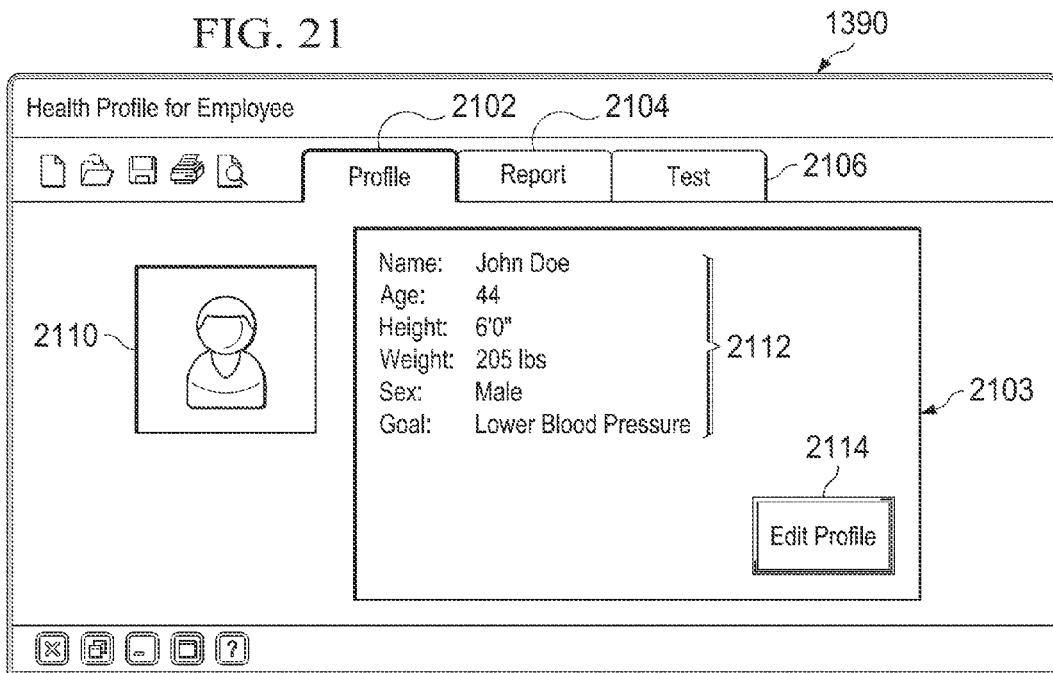 FIG. 21
1390
Health Profile for Employee
2102
2104
Profile
Report
Test
2106
Name: John Doe
Age: 44
Height: 6'0"
Weight: 205 lbs
Sex: Male
Goal: Lower Blood Pressure
2110
2112
2103
2114
Edit Profile
?